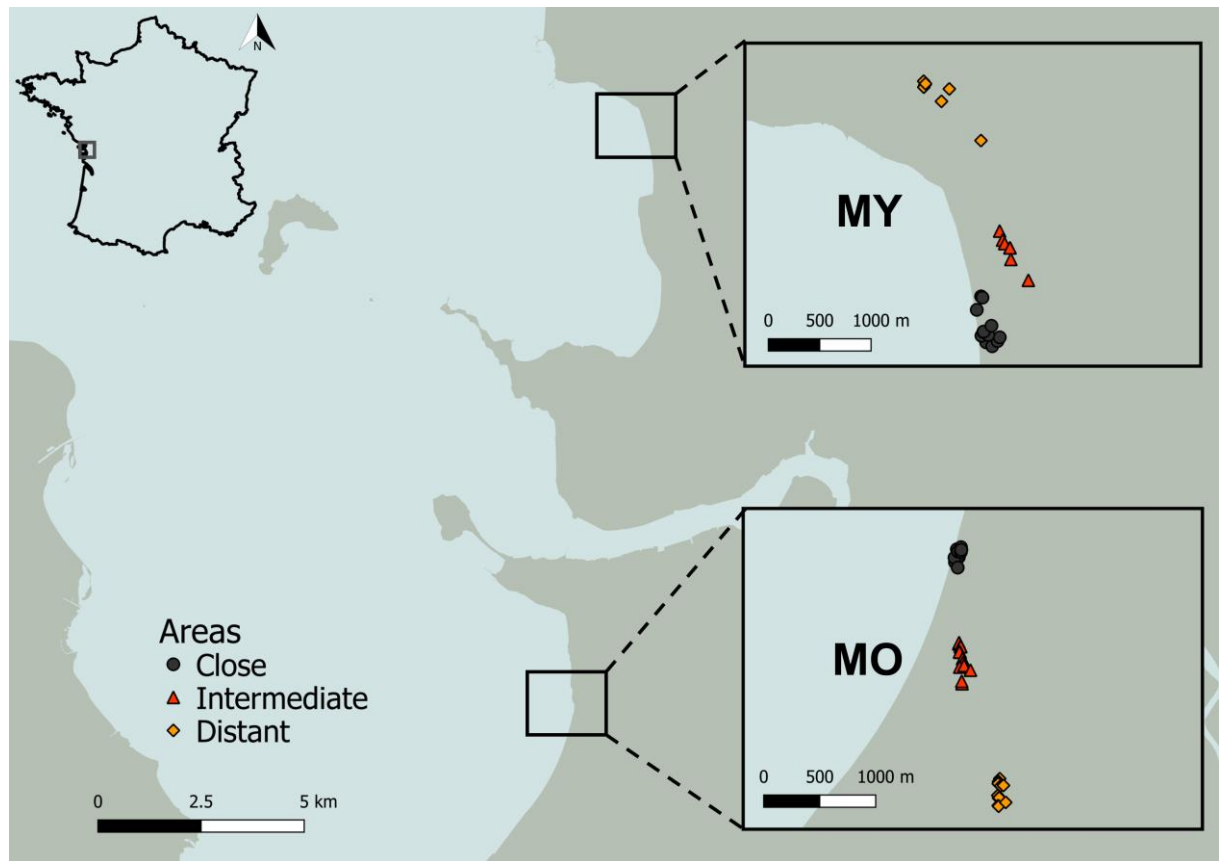 N
MY
0 500 1000 m
MO
0 500 1000 m
Areas
Close
Intermediate
Distant
0 2.5 5 km